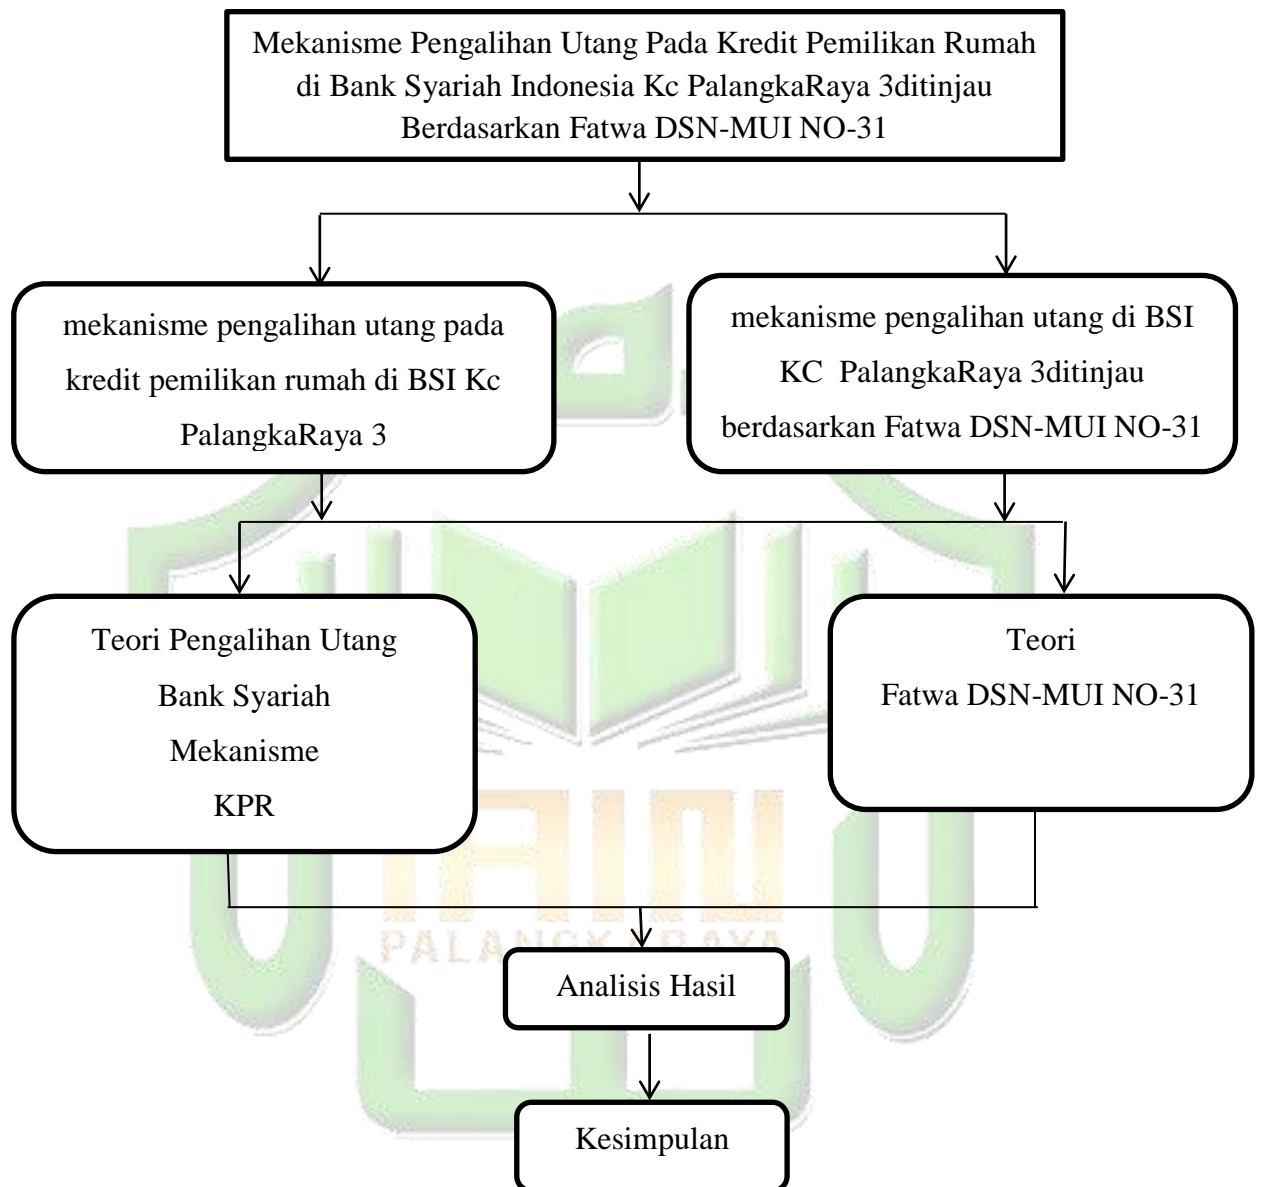 Mekanisme Pengalihan Utang Pada Kredit Pemilikan Rumah
di Bank Syariah Indonesia Kc PalangkaRaya 3ditinjau
Berdasarkan Fatwa DSN-MUI NO-31
mekanisme pengalihan utang pada
kredit pemilikan rumah di BSI Kc
PalangkaRaya 3
mekanisme pengalihan utang di BSI
KC PalangkaRaya 3ditinjau
berdasarkan Fatwa DSN-MUI NO-31
Teori Pengalihan Utang
Bank Syariah
Mekanisme
KPR
Teori
Fatwa DSN-MUI NO-31
IAIN
PALANGKARAYA
Analisis Hasil
Kesimpulan